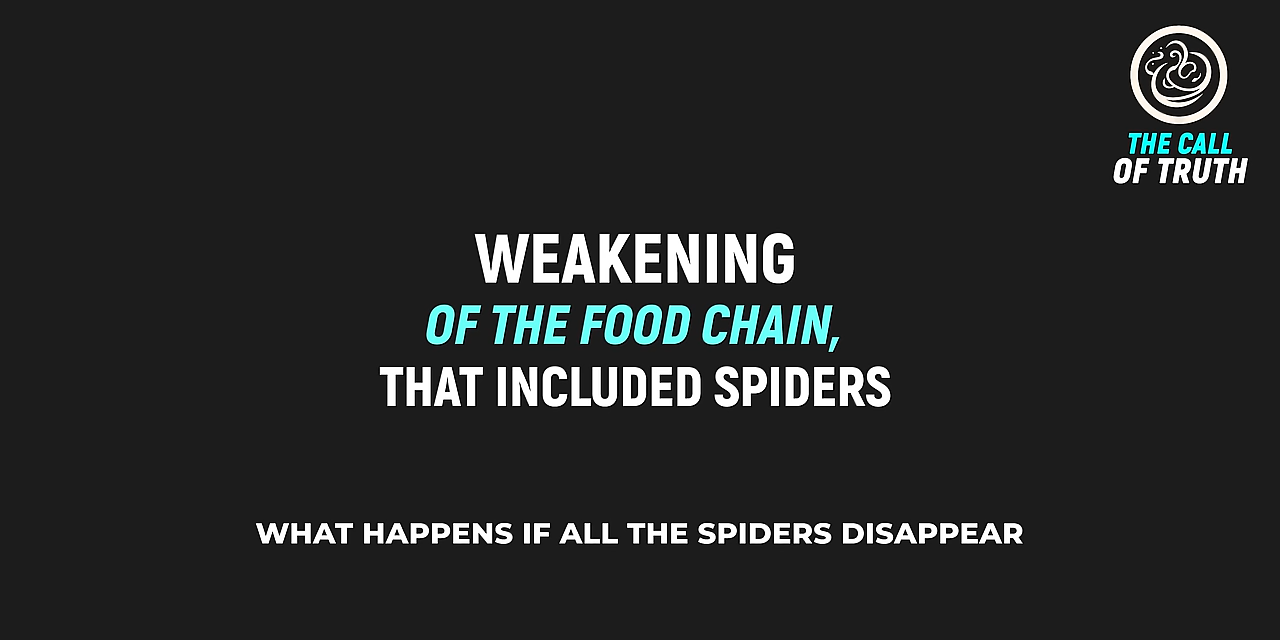 THE CALL
OF TRUTH
WEAKENING
OF THE FOOD CHAIN,
THAT INCLUDED SPIDERS
WHAT HAPPENS IF ALL THE SPIDERS DISAPPEAR